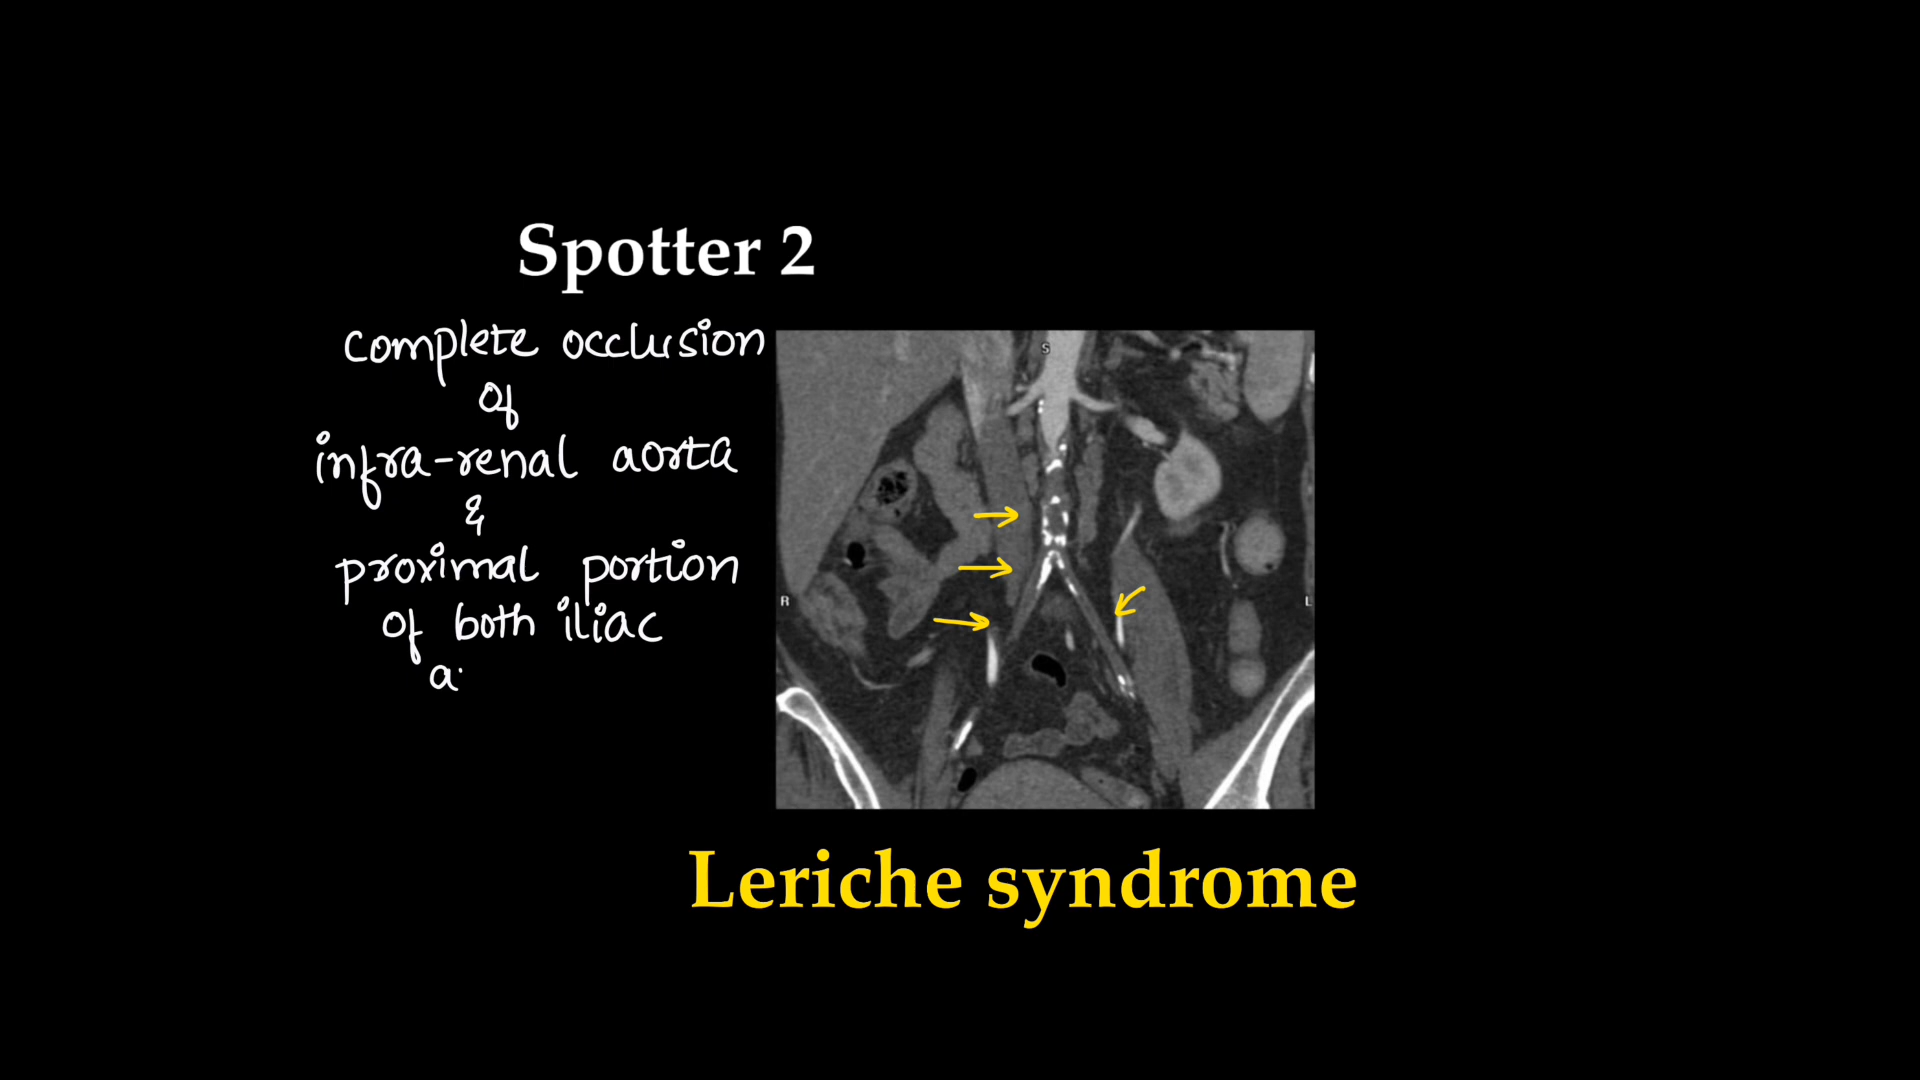 Spotter 2
complete occlusion
of
infra-renal aorta
&
proximal portion
of both iliac
a
S
R
L
Leriche syndrome